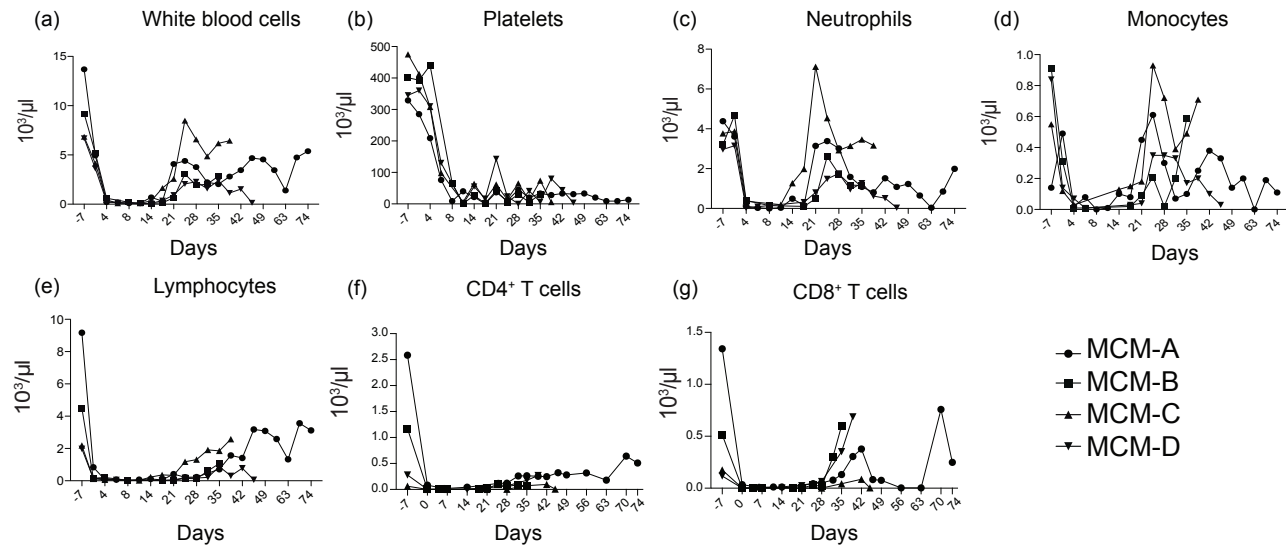 (a) White blood cells
15
10
5
0
10³/µl
-7 4 8 14 21 28 35 42 49 63 74
Days
(b) Platelets
500
400
300
200
100
0
10³/µl
-7 4 8 14 21 28 35 42 49 62 74
Days
(c) Neutrophils
8
6
4
2
0
10³/µl
-7 4 9 14 21 28 35 42 49 63 74
Days
(d) Monocytes
1.0
0.8
0.6
0.4
0.2
0.0
10³/µl
-7 4 8 14 21 28 35 42 49 63 74
Days
(e) Lymphocytes
10
8
6
4
2
0
10³/µl
-7 4 8 14 21 28 35 42 49 63 74
Days
(f) CD4⁺ T cells
3.0
2.5
2.0
1.5
1.0
0.5
0.0
10³/µl
-7 0 7 14 21 28 35 42 49 56 63 70 74
Days
(g) CD8⁺ T cells
1.5
1.0
0.5
0.0
10³/µl
-7 0 7 14 21 28 35 42 49 56 63 70 74
Days
MCM-A
MCM-B
MCM-C
MCM-D